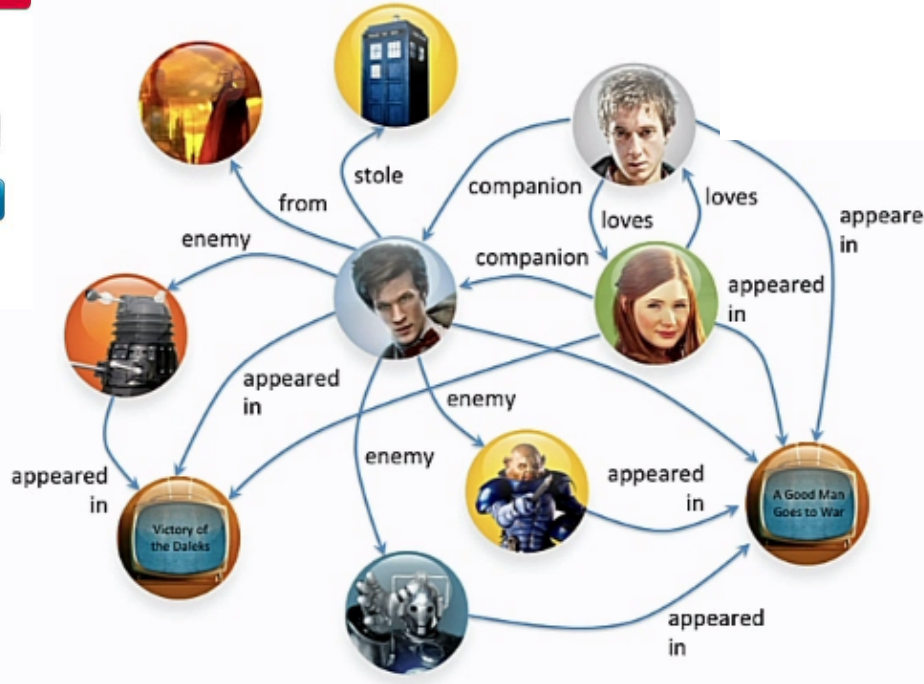 stole
companion
loves
loves
from
appeare
in
enemy
companion
appeared
in
appeared
in
enemy
enemy
appeared
in
appeared
in
A Good Man
Goes to War
Victory of
the Daleks
appeared
in